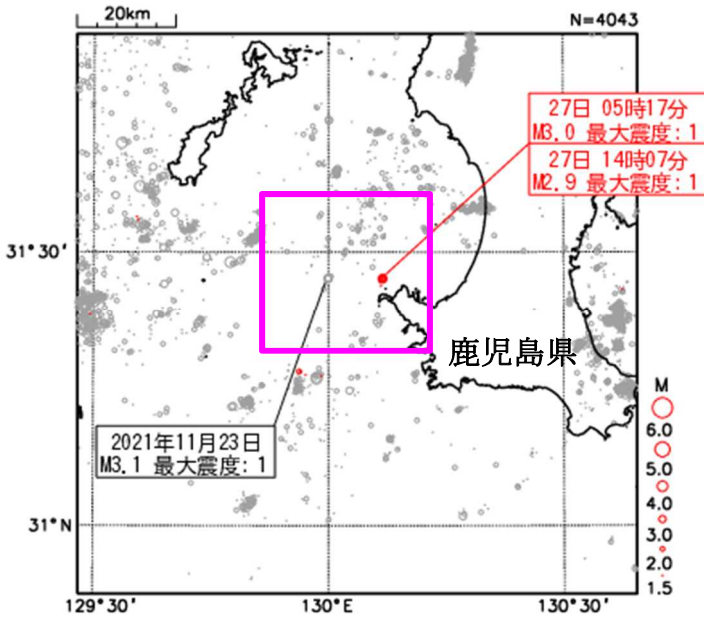 20km
N=4043
27日 05時17分
M3.0 最大震度:1
27日 14時07分
M2.9 最大震度:1
31°30'
鹿児島県
2021年11月23日
M3.1 最大震度:1
M
6.0
5.0
4.0
3.0
2.0
1.5
31°N
129°30'
130°E
130°30'